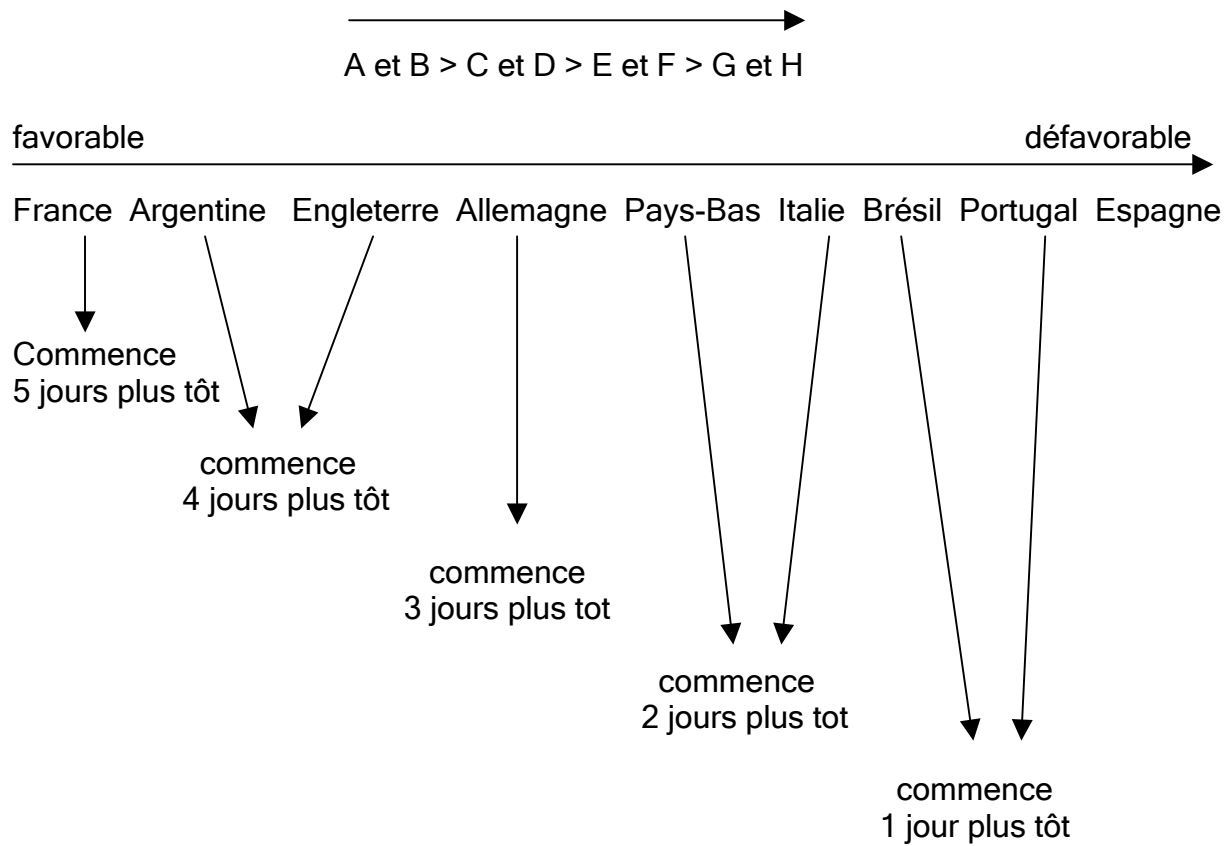 A et B > C et D > E et F > G et H
favorable défavorable
France Argentine Engleterre Allemagne Pays-Bas Italie Brésil Portugal Espagne
Commence
5 jours plus tôt
commence
4 jours plus tôt
commence
3 jours plus tot
commence
2 jours plus tot
commence
1 jour plus tôt